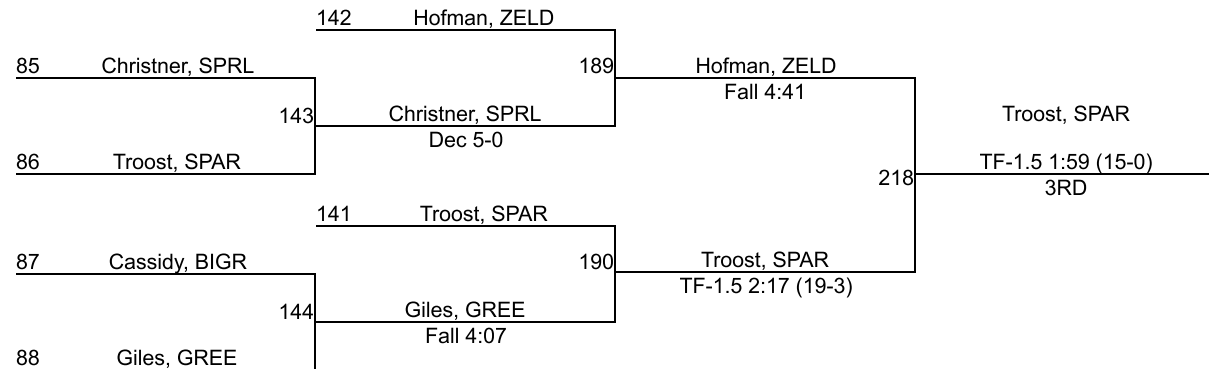 142 Hofman, ZELD
85 Christner, SPRL
189 Hofman, ZELD
Fall 4:41
143 Christner, SPRL
Dec 5-0
Troost, SPAR
86 Troost, SPAR
TF-1.5 1:59 (15-0)
218
3RD
141 Troost, SPAR
87 Cassidy, BIGR
190 Troost, SPAR
TF-1.5 2:17 (19-3)
144 Giles, GREE
Fall 4:07
88 Giles, GREE